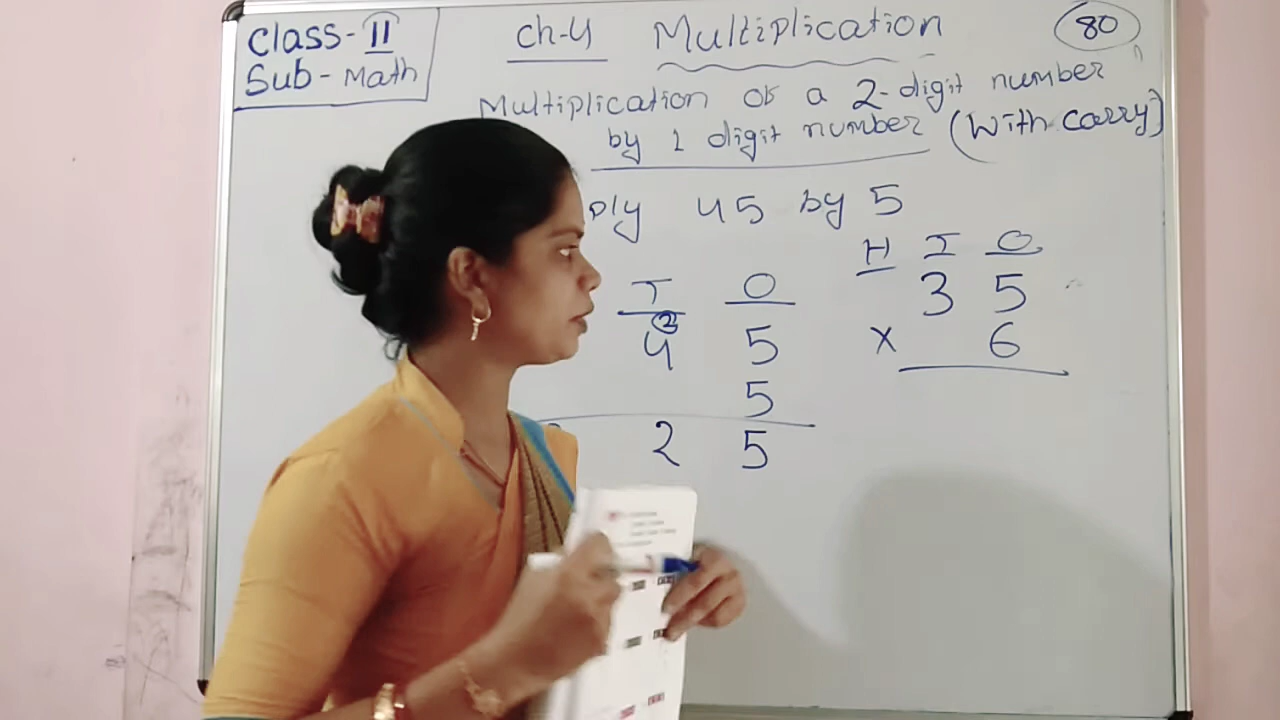 Class-II
Sub-Math
Ch-4 Multiplication
80
Multiplication of a 2-digit number
by 1 digit number (With carry)
ply 45 by 5
T O
2
4 5
5
2 5
H T O
3 5
× 6